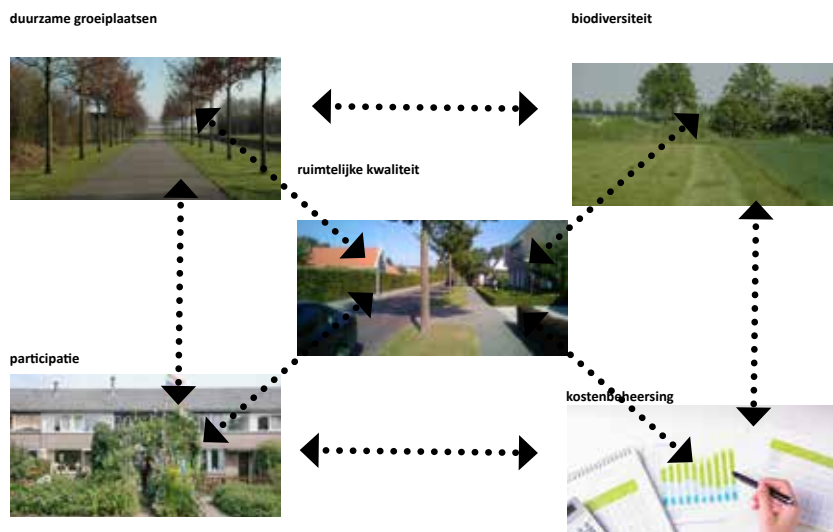 duurzame groeiplaatsen
biodiversiteit
ruimtelijke kwaliteit
participatie
kostenbeheersing